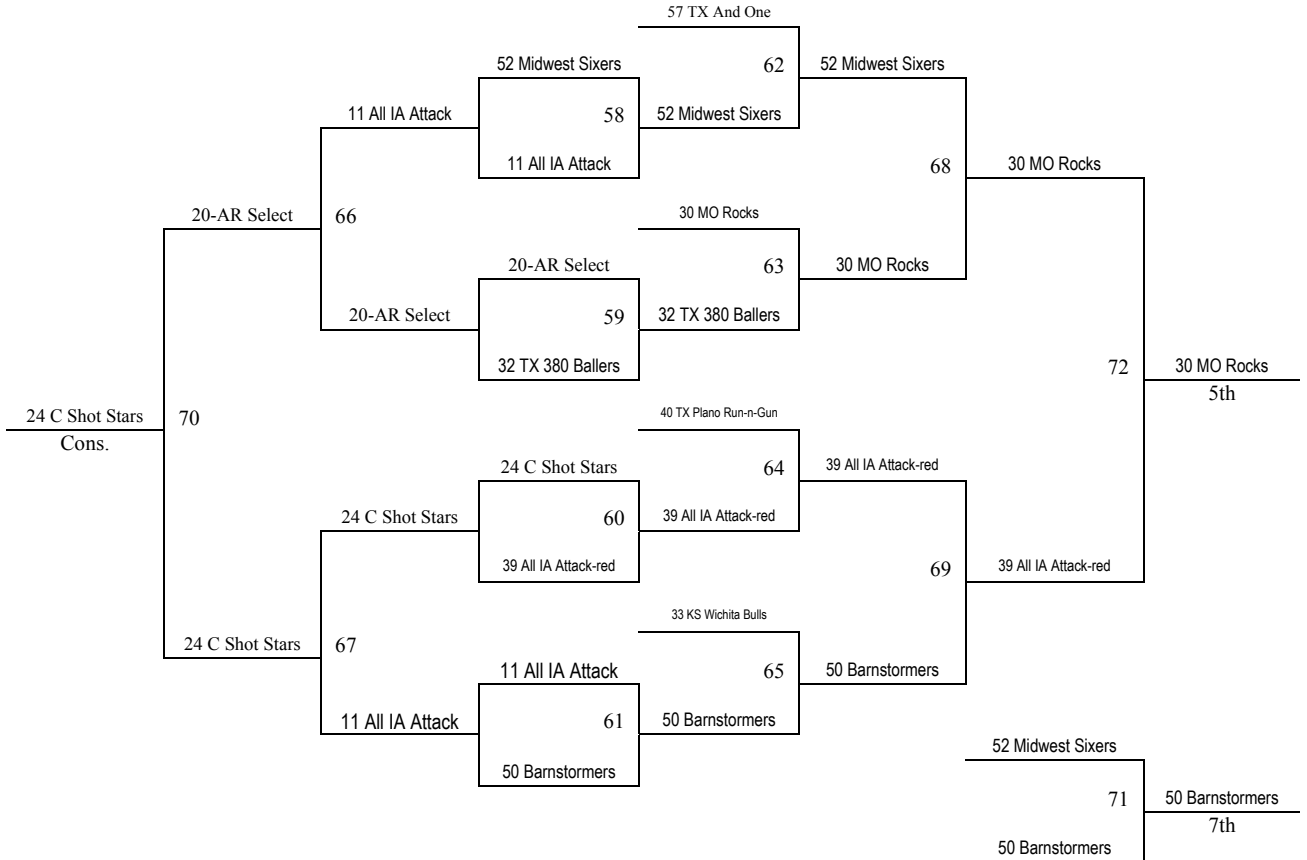 57 TX And One
52 Midwest Sixers
62
52 Midwest Sixers
11 All IA Attack
58
52 Midwest Sixers
11 All IA Attack
68
30 MO Rocks
20-AR Select
66
30 MO Rocks
20-AR Select
63
30 MO Rocks
20-AR Select
59
32 TX 380 Ballers
32 TX 380 Ballers
72
30 MO Rocks
5th
24 C Shot Stars
Cons.
70
40 TX Plano Run-n-Gun
24 C Shot Stars
64
39 All IA Attack-red
24 C Shot Stars
60
39 All IA Attack-red
39 All IA Attack-red
69
39 All IA Attack-red
33 KS Wichita Bulls
24 C Shot Stars
67
11 All IA Attack
65
50 Barnstormers
11 All IA Attack
61
50 Barnstormers
50 Barnstormers
52 Midwest Sixers
71
50 Barnstormers
7th
50 Barnstormers